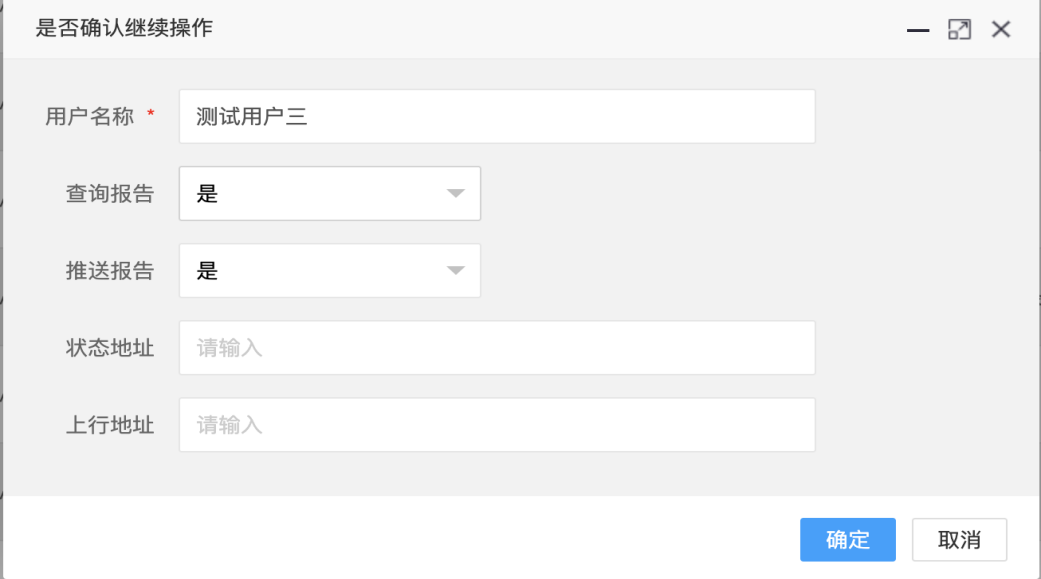 是否确认继续操作
用户名称 * 测试用户三
查询报告 是
推送报告 是
状态地址 请输入
上行地址 请输入
确定 取消